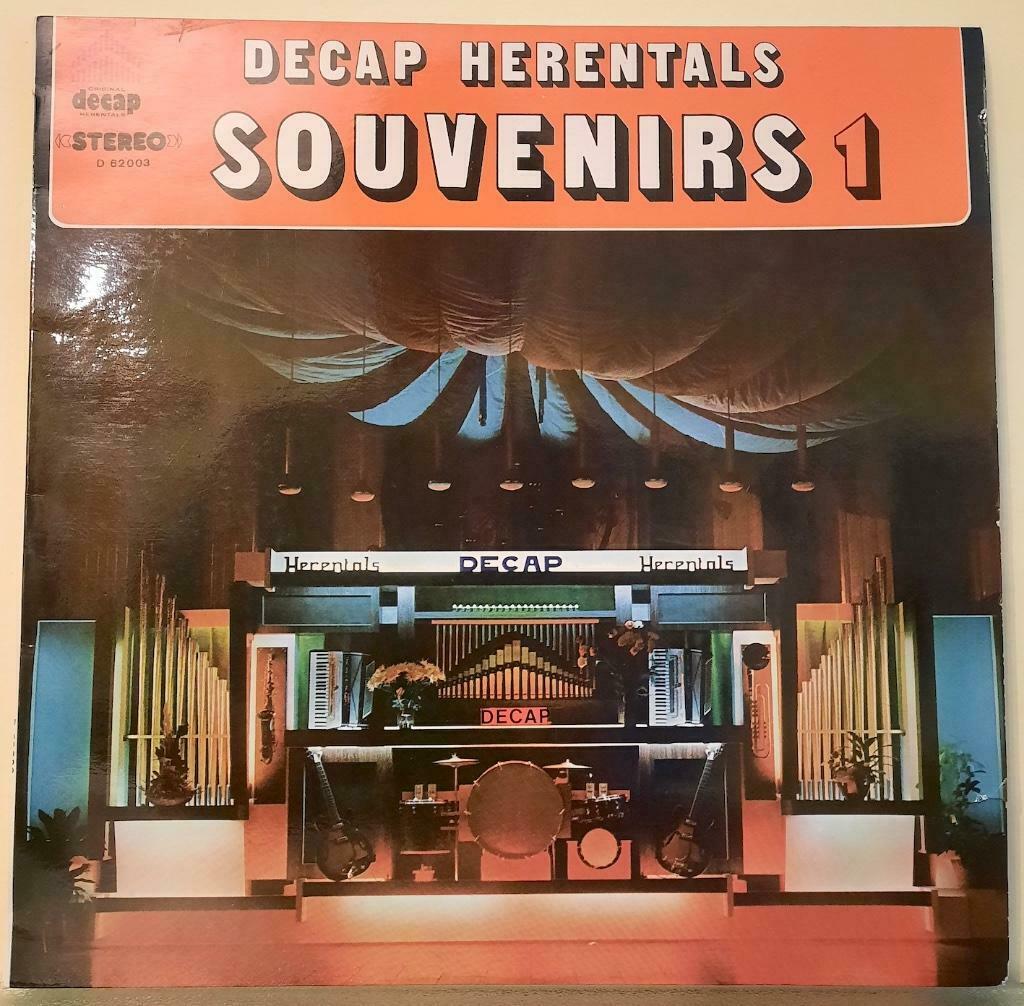 DECAP HERENTALS
SOUVENIRS 1
ORIGINAL
decap
HERENTALS
STEREO
D 62003
Herentals DECAP Herentals
DECAP